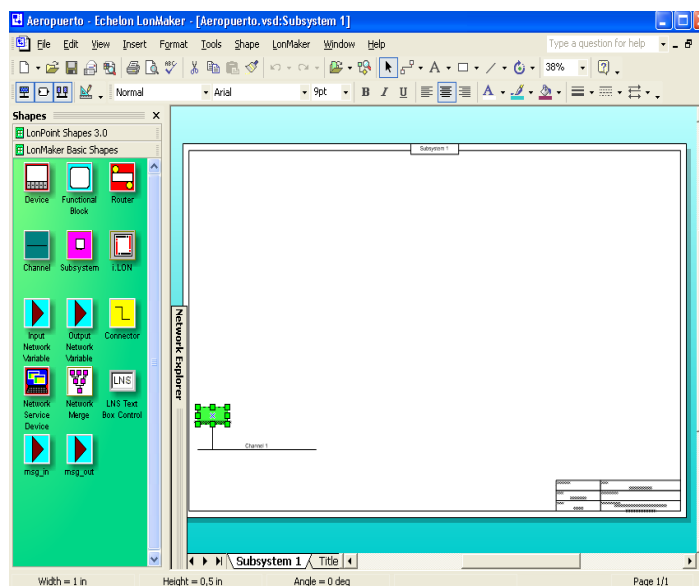 Aeropuerto - Echelon LonMaker - [Aeropuerto.vsd:Subsystem 1]
File Edit View Insert Format Tools Shape LonMaker Window Help Type a question for help
38%
Normal Arial 9pt B I U A
Shapes X
LonPoint Shapes 3.0
LonMaker Basic Shapes
Device Functional Block Router
Channel Subsystem i.LON
Input Network Variable Output Network Variable Connector
Network Service Device Network Merge LNS LNS Text Box Control
msg_in msg_out
Network Explorer
Subsystem 1
Channel 1
Subsystem 1 Title
Width = 1 in Height = 0,5 in Angle = 0 deg Page 1/1